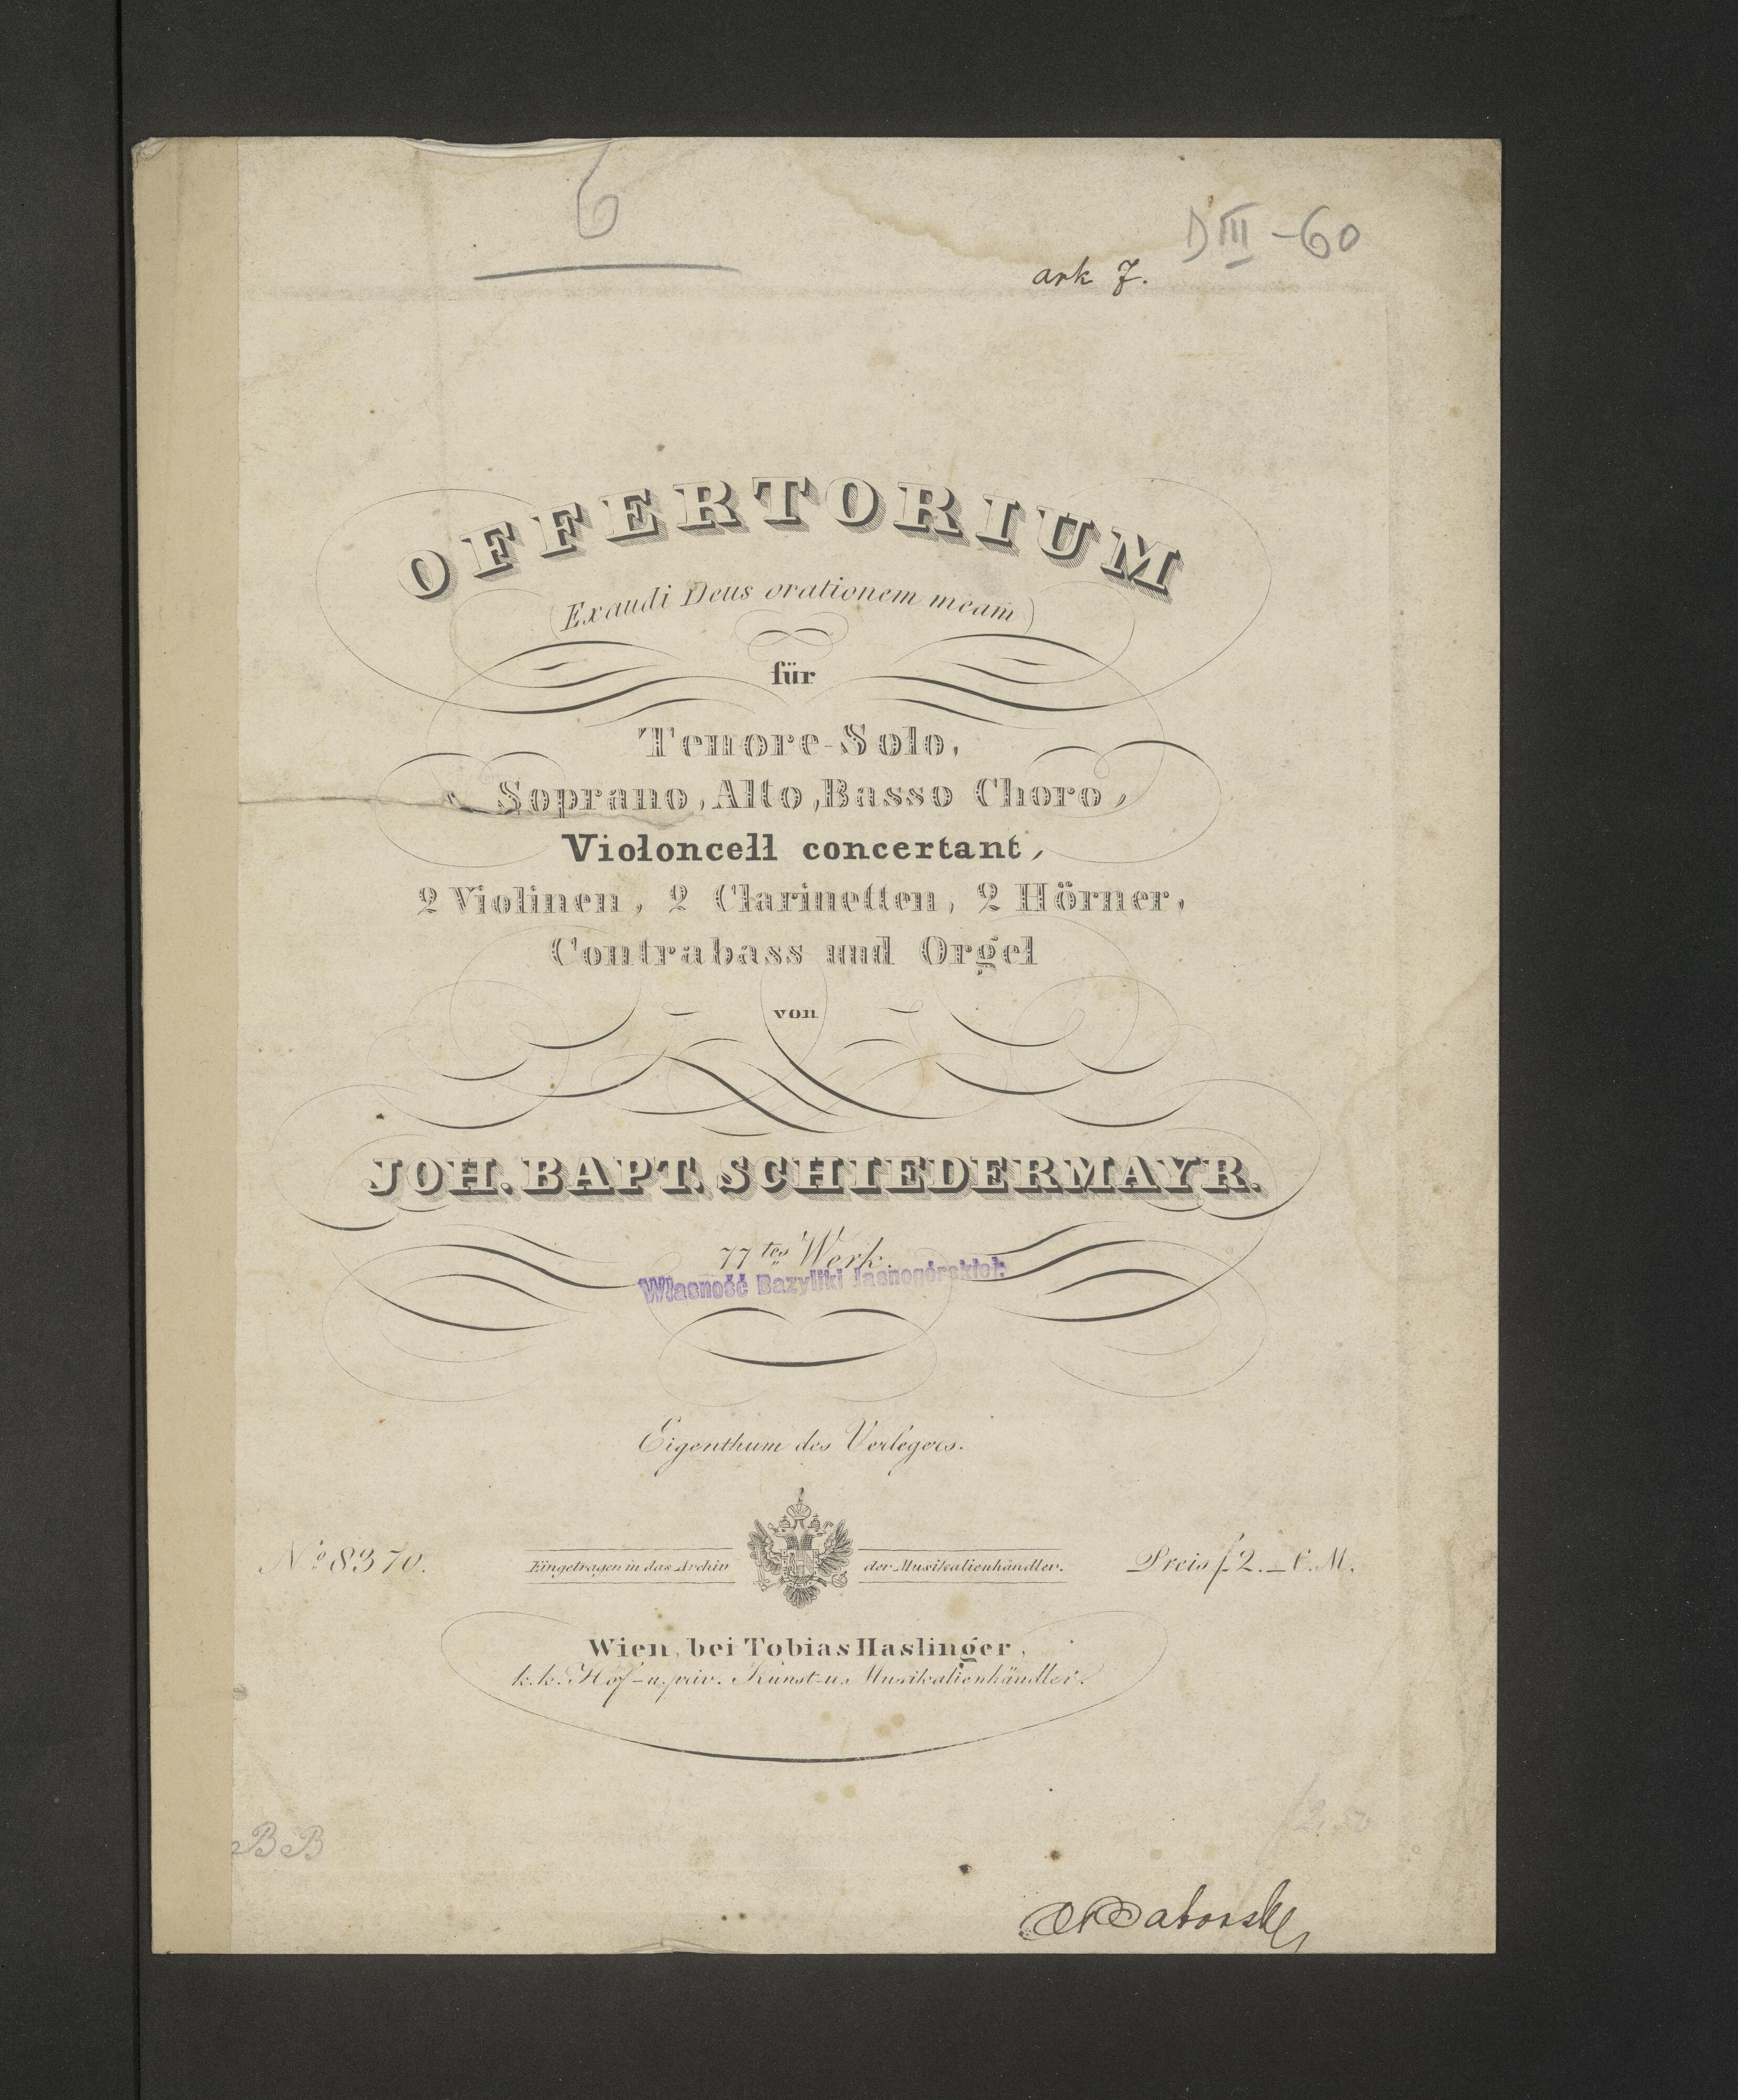 6
D III - 60
ark 7.
OFFERTORIUM
(Exaudi Deus orationem meam)
für
Tenore-Solo,
Soprano, Alto, Basso Choro,
Violoncell concertant,
2 Violinen, 2 Clarinetten, 2 Hörner,
Contrabass und Orgel
von
JOH. BAPT. SCHIEDERMAYR.
77tes Werk.
Własność Bazyliki Jasnogórskiej.
Eigenthum des Verlegers.
No 8370. Eingetragen in das Archiv der Musikalienhändler. Preis f 2._C.M.
Wien, bei Tobias Haslinger,
k.k. Hof-u. priv. Kunst-u. Musikalienhändler.
BB